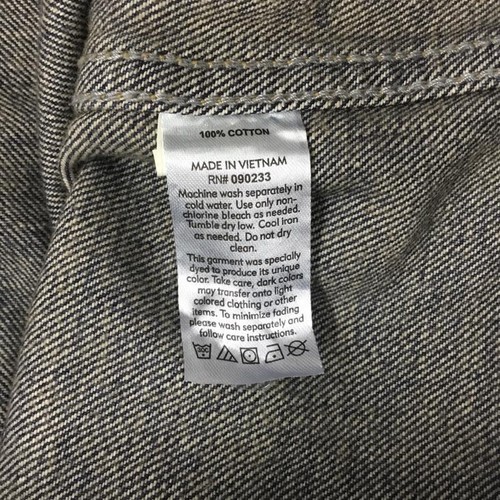 100% COTTON
MADE IN VIETNAM
RN# 090233
Machine wash separately in
cold water. Use only non-
chlorine bleach as needed.
Tumble dry low. Cool iron
as needed. Do not dry
clean.
This garment was specially
dyed to produce its unique
color. Take care, dark colors
may transfer onto light
colored clothing or other
items. To minimize fading
please wash separately and
follow care instructions.